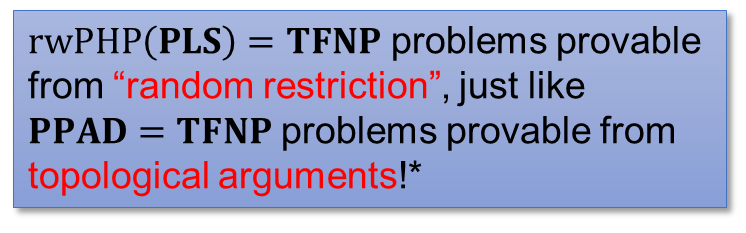 rwPHP(PLS) = TFNP problems provable
from “random restriction”, just like
PPAD = TFNP problems provable from
topological arguments!*